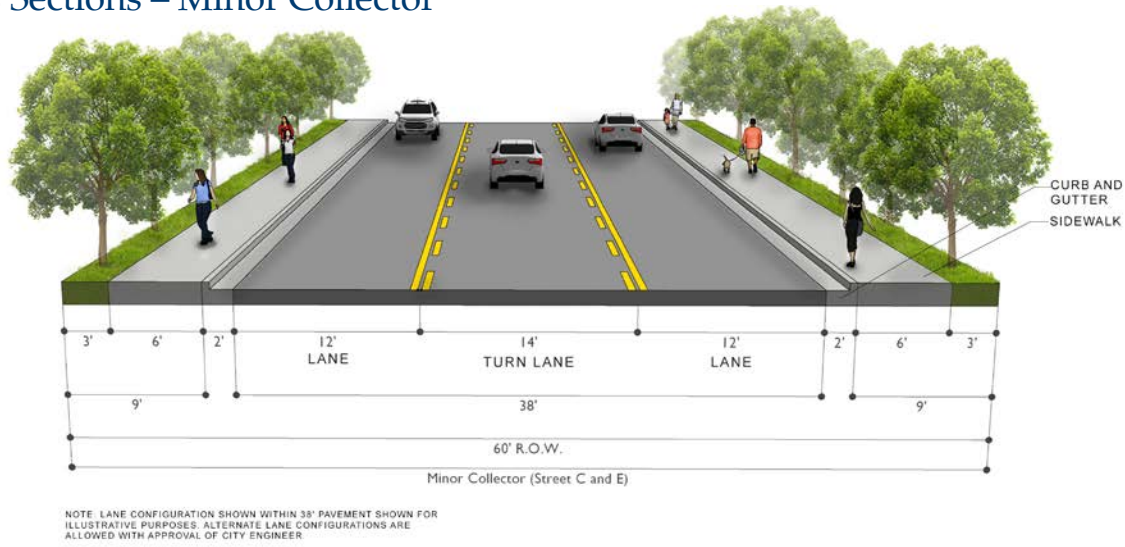 Sections – Minor Collector
CURB AND
GUTTER
SIDEWALK
3' 6' 2' 12' 14' 12' 2' 6' 3'
LANE TURN LANE LANE
9' 38' 9'
60' R.O.W.
Minor Collector (Street C and E)
NOTE: LANE CONFIGURATION SHOWN WITHIN 38' PAVEMENT SHOWN FOR
ILLUSTRATIVE PURPOSES. ALTERNATE LANE CONFIGURATIONS ARE
ALLOWED WITH APPROVAL OF CITY ENGINEER